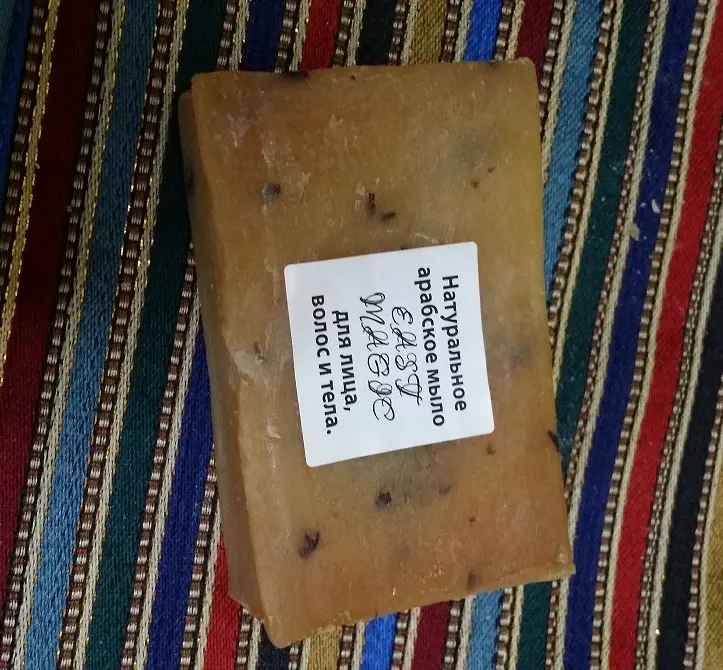 Натуральное
арабское мыло
EAST
MAGIC
для лица,
волос и тела.